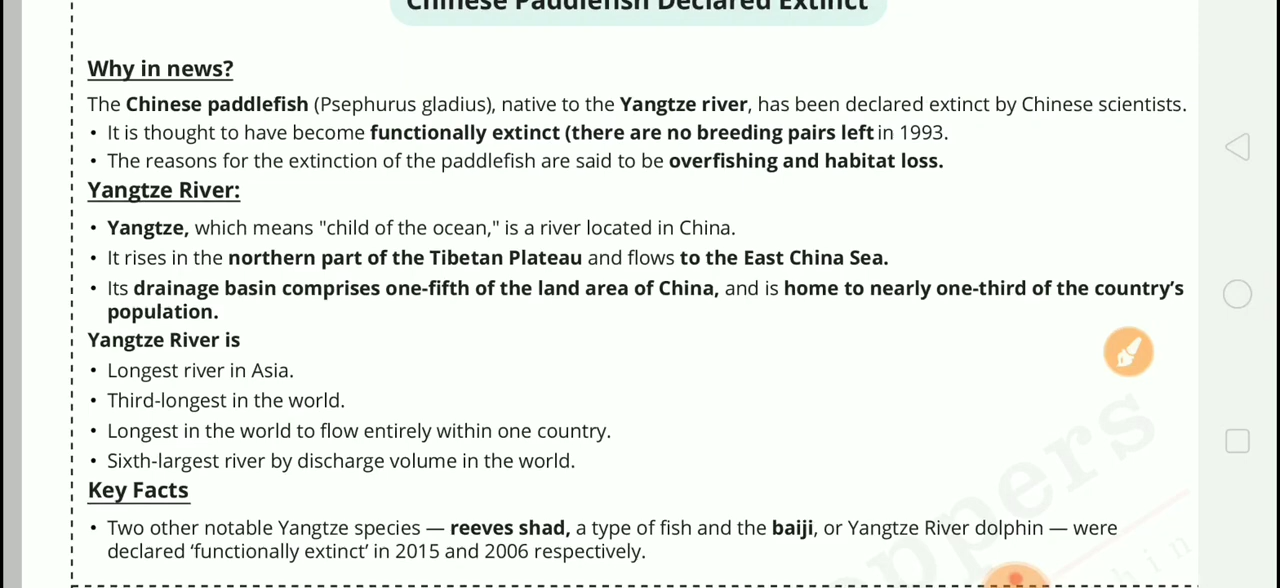 Chinese Paddlefish Declared Extinct
Why in news?
The Chinese paddlefish (Psephurus gladius), native to the Yangtze river, has been declared extinct by Chinese scientists.
• It is thought to have become functionally extinct (there are no breeding pairs left in 1993.
• The reasons for the extinction of the paddlefish are said to be overfishing and habitat loss.
Yangtze River:
• Yangtze, which means "child of the ocean," is a river located in China.
• It rises in the northern part of the Tibetan Plateau and flows to the East China Sea.
• Its drainage basin comprises one-fifth of the land area of China, and is home to nearly one-third of the country’s
population.
Yangtze River is
• Longest river in Asia.
• Third-longest in the world.
• Longest in the world to flow entirely within one country.
• Sixth-largest river by discharge volume in the world.
Key Facts
• Two other notable Yangtze species — reeves shad, a type of fish and the baiji, or Yangtze River dolphin — were
declared ‘functionally extinct’ in 2015 and 2006 respectively.